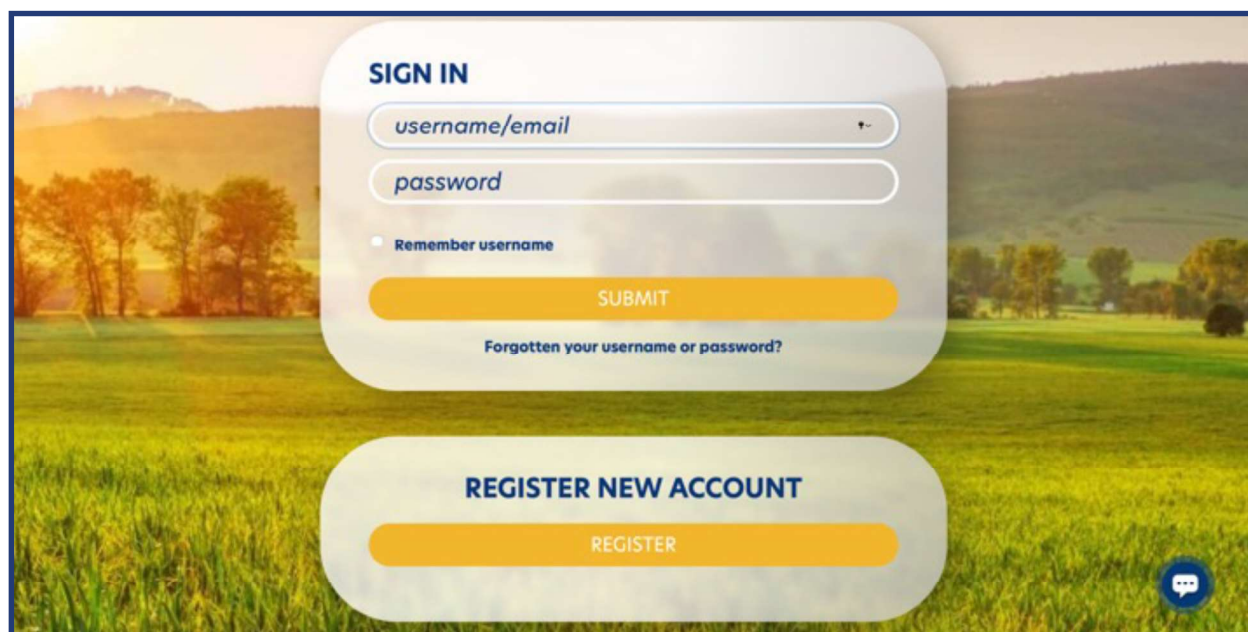 SIGN IN
username/email
password
Remember username
SUBMIT
Forgotten your username or password?
REGISTER NEW ACCOUNT
REGISTER